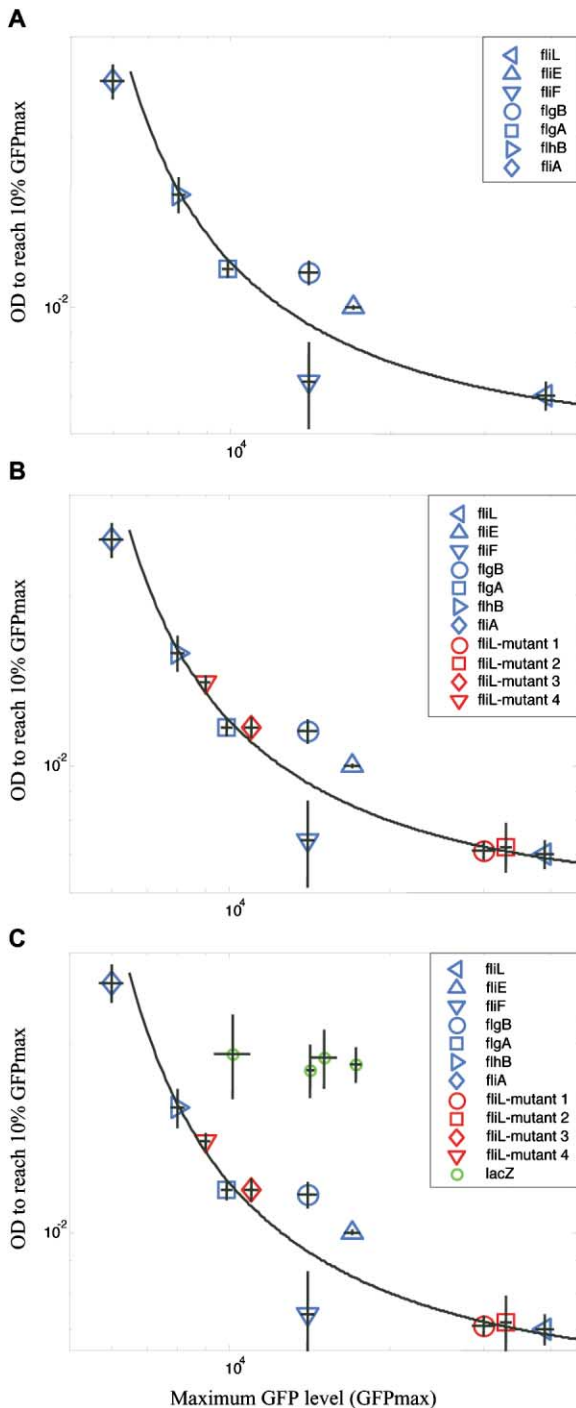 A
OD to reach 10% GFPmax
10-2
104
fliL
fliE
fliF
flgB
flgA
flhB
fliA
B
OD to reach 10% GFPmax
10-2
104
fliL
fliE
fliF
flgB
flgA
flhB
fliA
fliL-mutant 1
fliL-mutant 2
fliL-mutant 3
fliL-mutant 4
C
OD to reach 10% GFPmax
10-2
104
fliL
fliE
fliF
flgB
flgA
flhB
fliA
fliL-mutant 1
fliL-mutant 2
fliL-mutant 3
fliL-mutant 4
lacZ
Maximum GFP level (GFPmax)